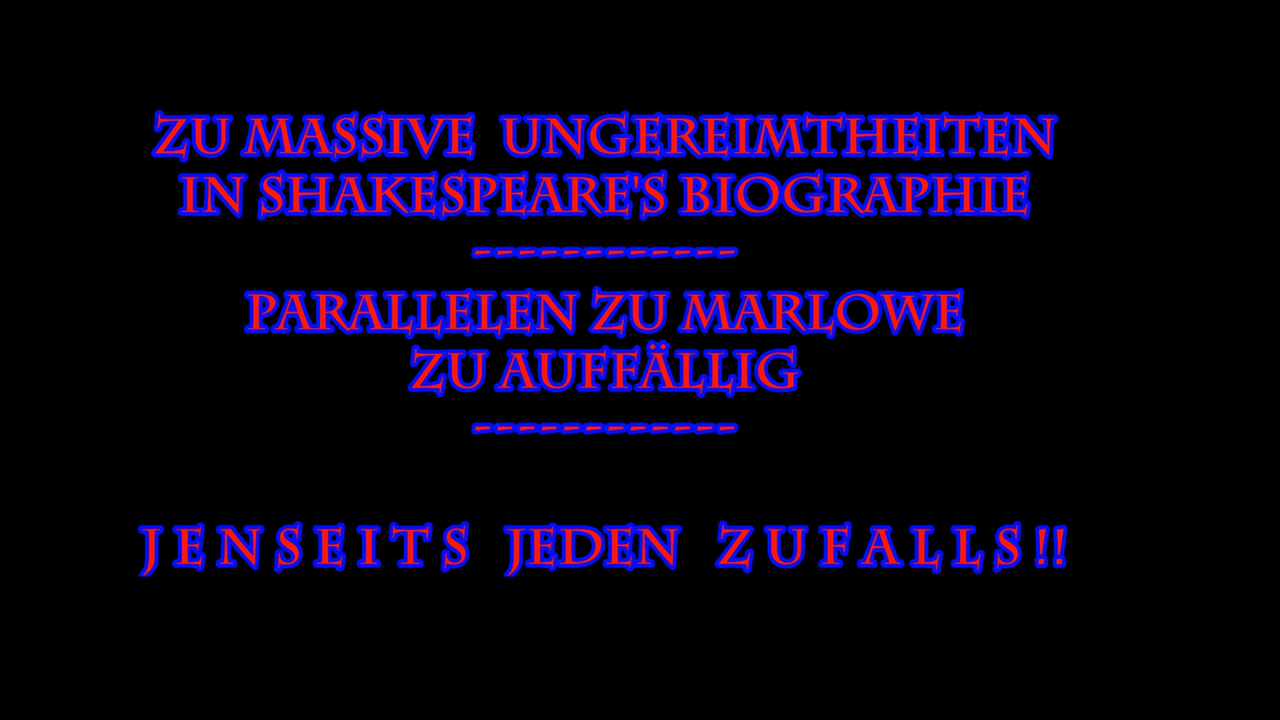 ZU MASSIVE UNGEREIMTHEITEN
IN SHAKESPEARE'S BIOGRAPHIE
------------
PARALLELEN ZU MARLOWE
ZU AUFFÄLLIG
------------
J E N S E I T S JEDEN Z U F A L L S !!